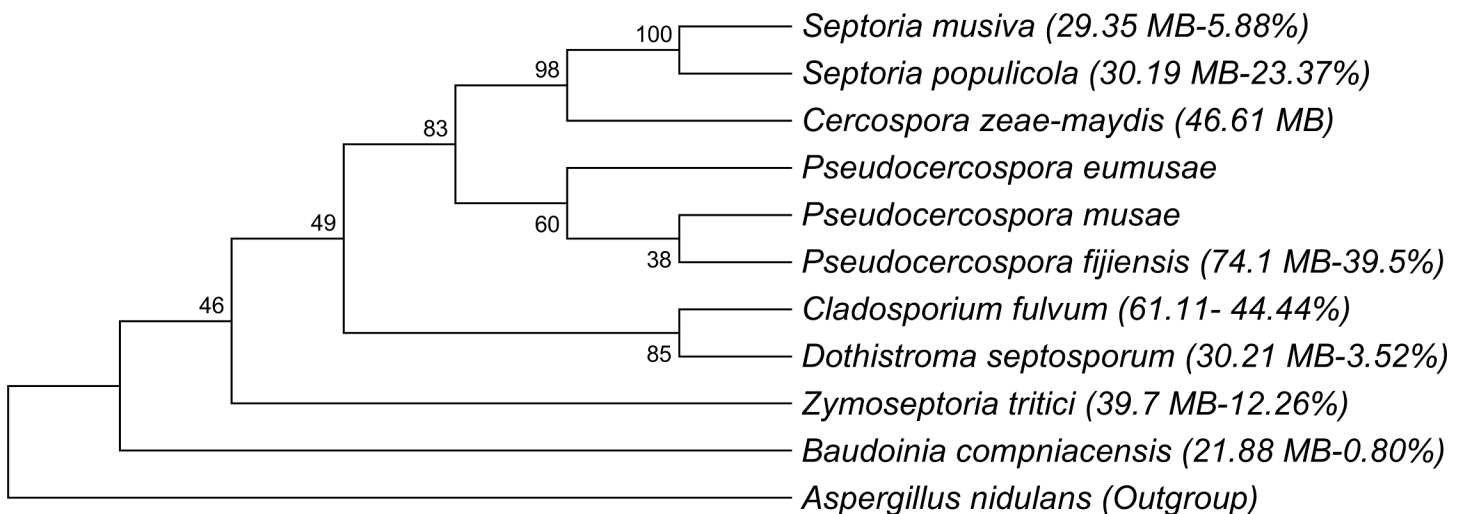 Septoria musiva (29.35 MB-5.88%)
100
Septoria populicola (30.19 MB-23.37%)
98
Cercospora zeae-maydis (46.61 MB)
83
Pseudocercospora eumusae
Pseudocercospora musae
60
49
Pseudocercospora fijiensis (74.1 MB-39.5%)
38
Cladosporium fulvum (61.11- 44.44%)
46
Dothistroma septosporum (30.21 MB-3.52%)
85
Zymoseptoria tritici (39.7 MB-12.26%)
Baudoinia compniacensis (21.88 MB-0.80%)
Aspergillus nidulans (Outgroup)